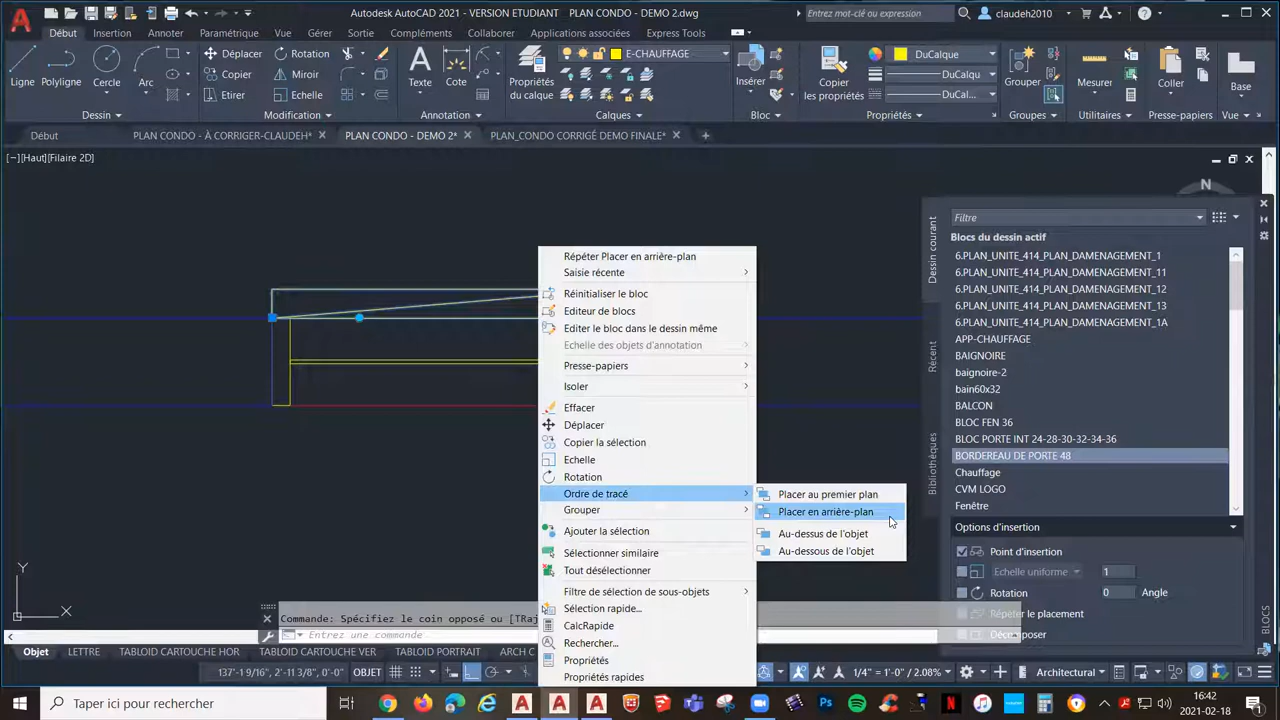 Autodesk AutoCAD 2021 - VERSION ETUDIANT PLAN CONDO - DEMO 2.dwg
Entrez mot-clé ou expression
claudeh2010
Début Insertion Annoter Paramétrique Vue Gérer Sortie Compléments Collaborer Applications associées Express Tools
Ligne Polyligne Cercle Arc
Déplacer Rotation
Copier Miroir
Etirer Echelle
Texte Cote
Propriétés du calque
E-CHAUFFAGE
Insérer
Copier les propriétés
DuCalque
DuCalqu
DuCal...
Grouper
Mesurer
Coller
Base
Dessin Modification Annotation Calques Bloc Propriétés Groupes Utilitaires Presse-papiers Vue
Début PLAN CONDO - À CORRIGER-CLAUDEH* PLAN CONDO - DEMO 2* PLAN_CONDO CORRIGÉ DEMO FINALE*
[−][Haut][Filaire 2D]
N
Répéter Placer en arrière-plan
Saisie récente
Réinitialiser le bloc
Editeur de blocs
Editer le bloc dans le dessin même
Echelle des objets d'annotation
Presse-papiers
Isoler
Effacer
Déplacer
Copier la sélection
Echelle
Rotation
Ordre de tracé
Grouper
Ajouter la sélection
Sélectionner similaire
Tout désélectionner
Filtre de sélection de sous-objets
Sélection rapide...
CalcRapide
Rechercher...
Propriétés
Propriétés rapides
Placer au premier plan
Placer en arrière-plan
Au-dessus de l'objet
Au-dessous de l'objet
Dessin courant
Récent
Bibliothèques
Filtre
Blocs du dessin actif
6.PLAN_UNITE_414_PLAN_DAMENAGEMENT_1
6.PLAN_UNITE_414_PLAN_DAMENAGEMENT_11
6.PLAN_UNITE_414_PLAN_DAMENAGEMENT_12
6.PLAN_UNITE_414_PLAN_DAMENAGEMENT_13
6.PLAN_UNITE_414_PLAN_DAMENAGEMENT_1A
APP-CHAUFFAGE
BAIGNOIRE
baignoire-2
bain60x32
BALCON
BLOC FEN 36
BLOC PORTE INT 24-28-30-32-34-36
BORDEREAU DE PORTE 48
Chauffage
CVM LOGO
Fenêtre
Options d'insertion
Point d'insertion
Echelle uniforme 1
Rotation 0 Angle
Répéter le placement
Décomposer
BLOCS
Y
X
Commande: Spécifiez le coin opposé ou [TRaj
Entrez une commande
Objet LETTRE TABLOID CARTOUCHE HOR TABLOID CARTOUCHE VER TABLOID PORTRAIT ARCH C
137'-1 9/16", 2'-11 3/8", 0'-0" OBJET
1/4" = 1'-0" / 2.08% Architectural
Taper ici pour rechercher
16:42
2021-02-18